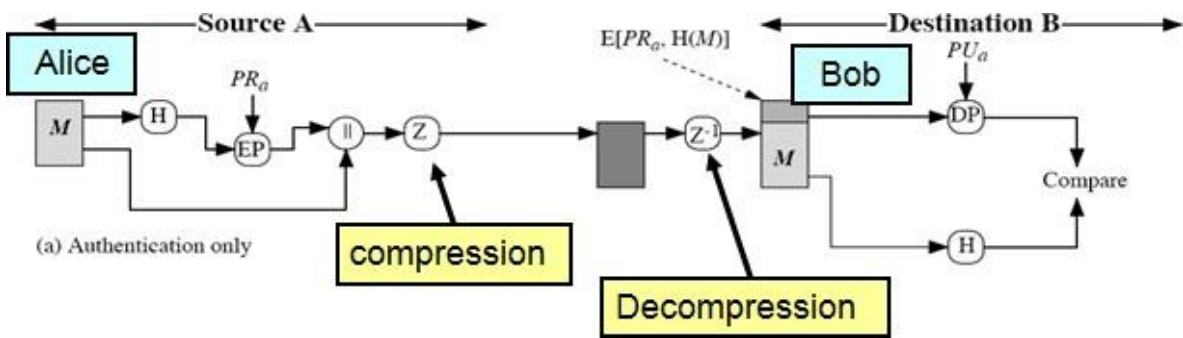 Source A
Destination B
E[PRa, H(M)]
Alice
Bob
PRa
PUa
M
H
EP
||
Z
Z-1
M
DP
Compare
H
(a) Authentication only
compression
Decompression